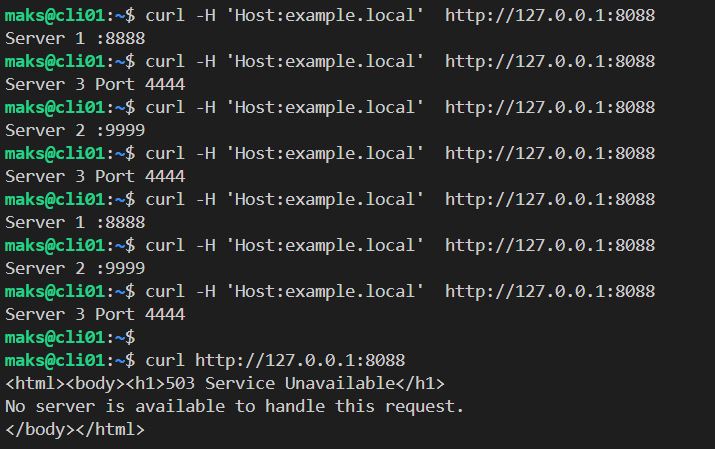 maks@cli01:~$ curl -H 'Host:example.local'  http://127.0.0.1:8088
Server 1 :8888
maks@cli01:~$ curl -H 'Host:example.local'  http://127.0.0.1:8088
Server 3 Port 4444
maks@cli01:~$ curl -H 'Host:example.local'  http://127.0.0.1:8088
Server 2 :9999
maks@cli01:~$ curl -H 'Host:example.local'  http://127.0.0.1:8088
Server 3 Port 4444
maks@cli01:~$ curl -H 'Host:example.local'  http://127.0.0.1:8088
Server 1 :8888
maks@cli01:~$ curl -H 'Host:example.local'  http://127.0.0.1:8088
Server 2 :9999
maks@cli01:~$ curl -H 'Host:example.local'  http://127.0.0.1:8088
Server 3 Port 4444
maks@cli01:~$
maks@cli01:~$ curl http://127.0.0.1:8088
<html><body><h1>503 Service Unavailable</h1>
No server is available to handle this request.
</body></html>